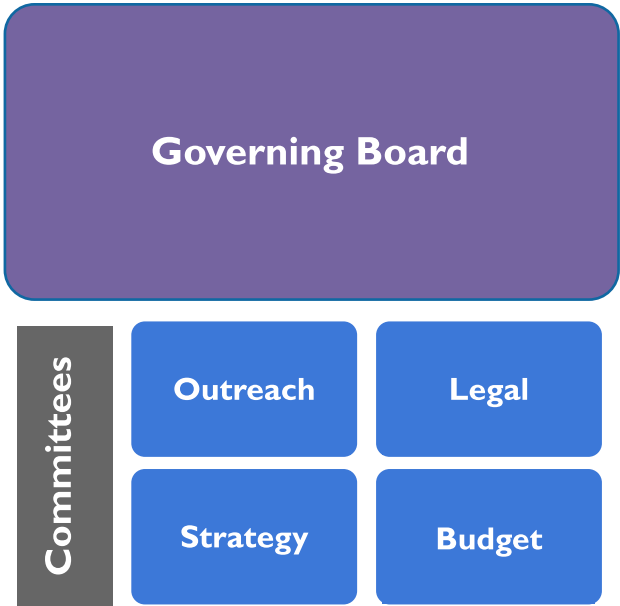 Governing Board
Committees
Outreach
Legal
Strategy
Budget